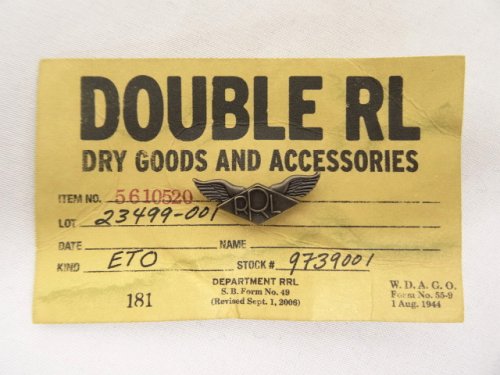 DOUBLE RL
DRY GOODS AND ACCESSORIES
ITEM NO. 5610520
RRL
LOT 23499-001
DATE NAME
KIND ETO STOCK # 9739001
181
DEPARTMENT RRL
S. B. Form No. 49
(Revised Sept. 1, 2006)
W. D. A. G. O.
Form No. 55-9
1 Aug. 1944